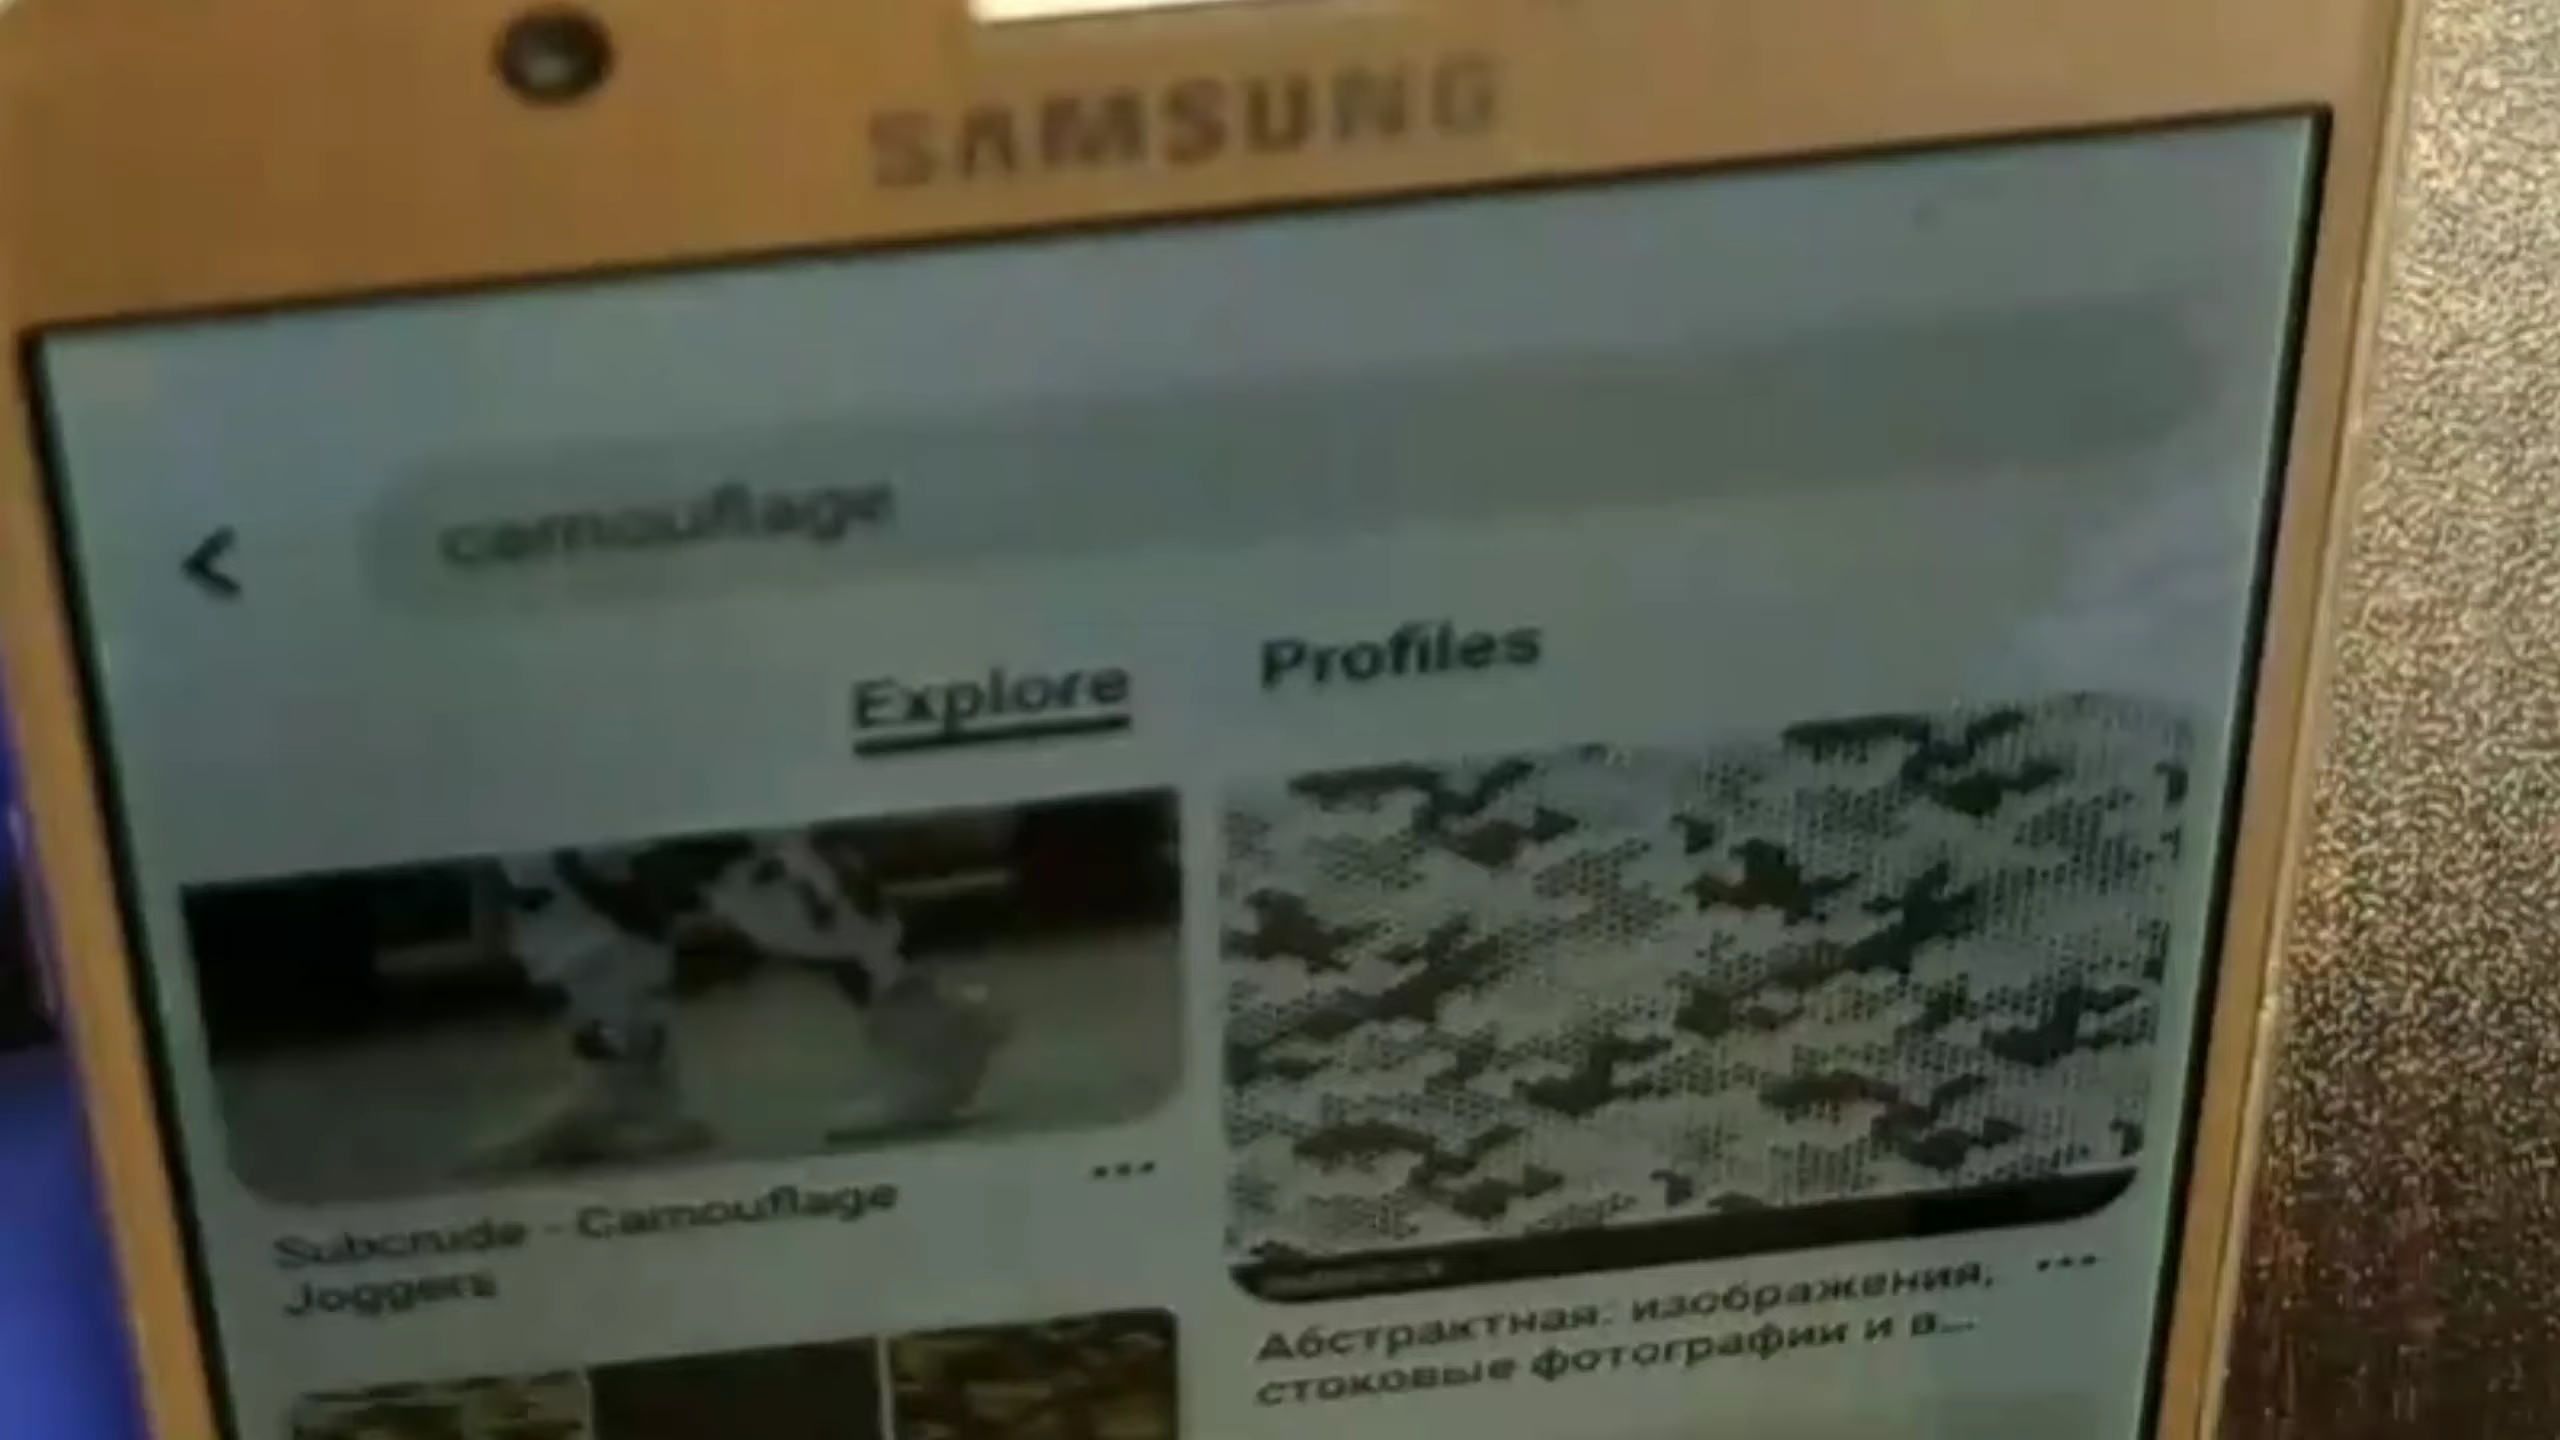 SAMSUNG
camouflage
Explore
Profiles
Subcrude - Camouflage
Joggers
Абстрактная: изображения,
стоковые фотографии и в...